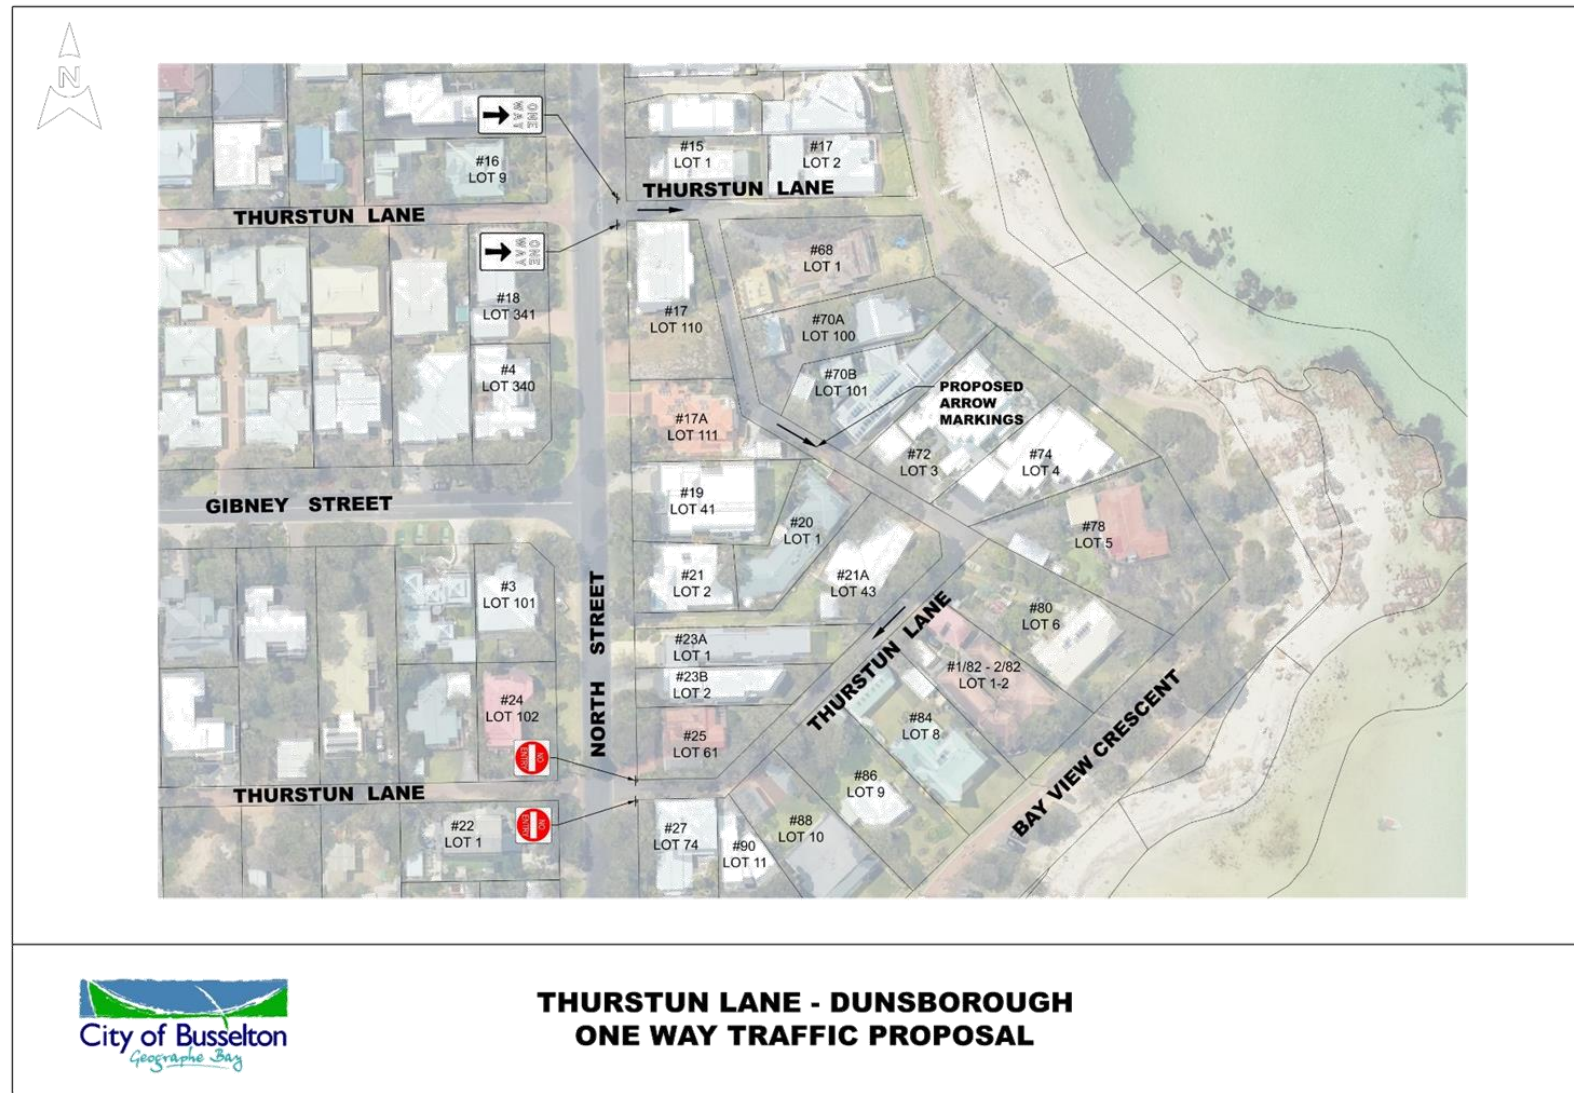 N
ONE
WAY
#16
LOT 9
#15
LOT 1
#17
LOT 2
THURSTUN LANE
THURSTUN LANE
ONE
WAY
#68
LOT 1
#18
LOT 341
#17
LOT 110
#70A
LOT 100
#4
LOT 340
#70B
LOT 101
PROPOSED
ARROW
MARKINGS
#17A
LOT 111
#72
LOT 3
#74
LOT 4
GIBNEY STREET
#19
LOT 41
#20
LOT 1
#78
LOT 5
#3
LOT 101
NORTH STREET
#21
LOT 2
#21A
LOT 43
#80
LOT 6
#23A
LOT 1
#23B
LOT 2
THURSTUN LANE
#1/82 - 2/82
LOT 1-2
#24
LOT 102
#25
LOT 61
#84
LOT 8
BAY VIEW CRESCENT
NO
ENTRY
#86
LOT 9
THURSTUN LANE
#22
LOT 1
NO
ENTRY
#27
LOT 74
#90
LOT 11
#88
LOT 10
City of Busselton
Geographe Bay
THURSTUN LANE - DUNSBOROUGH
ONE WAY TRAFFIC PROPOSAL